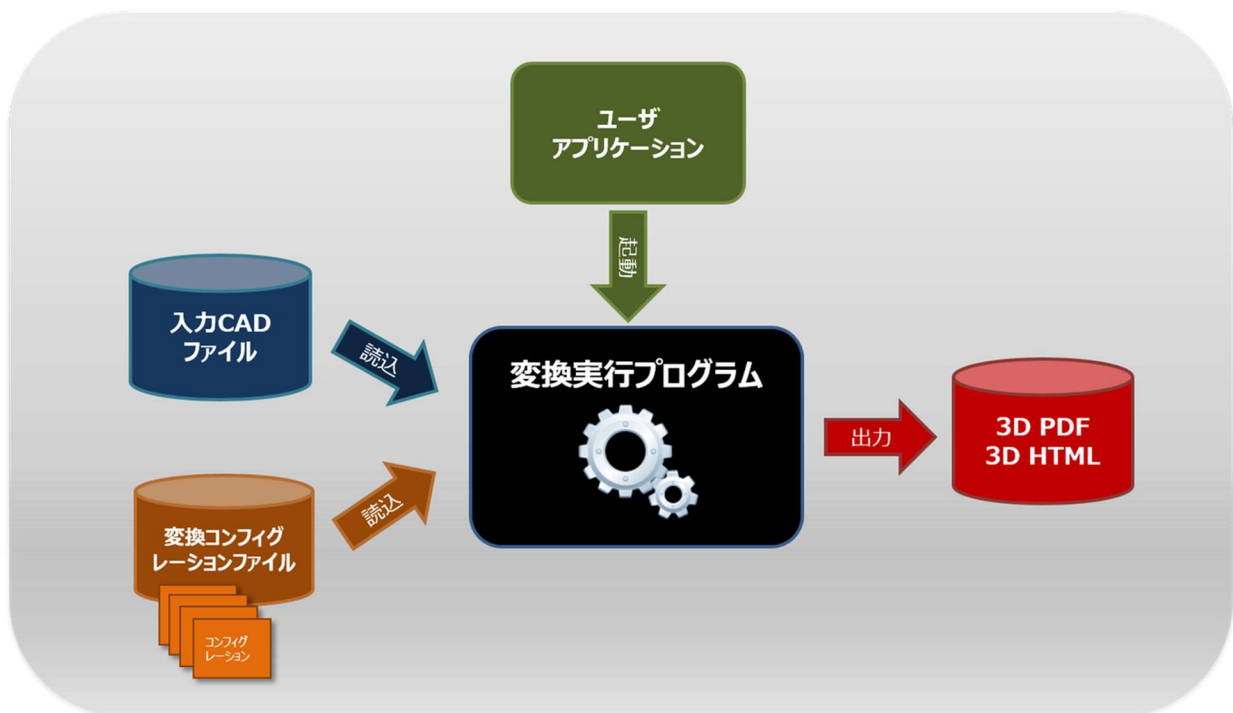 ユーザ
アプリケーション
起動
入力CAD
ファイル
読込
変換実行プログラム
出力
3D PDF
3D HTML
変換コンフィグ
レーションファイル
読込
コンフィグ
レーション